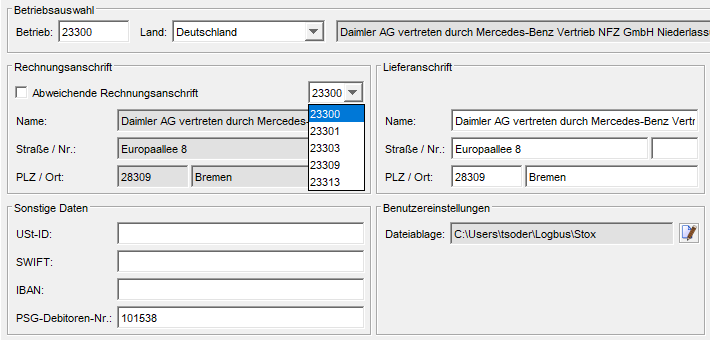 Betriebsauswahl
Betrieb: 23300 Land: Deutschland Daimler AG vertreten durch Mercedes-Benz Vertrieb NFZ GmbH Niederlassu
Rechnungsanschrift
Abweichende Rechnungsanschrift 23300
23300
23301
23303
23309
23313
Name: Daimler AG vertreten durch Mercedes-
Straße / Nr.: Europaallee 8
PLZ / Ort: 28309 Bremen
Lieferanschrift
Name: Daimler AG vertreten durch Mercedes-Benz Vertr
Straße / Nr.: Europaallee 8
PLZ / Ort: 28309 Bremen
Sonstige Daten
USt-ID:
SWIFT:
IBAN:
PSG-Debitoren-Nr.: 101538
Benutzereinstellungen
Dateiablage: C:\Users\tsoder\Logbus\Stox